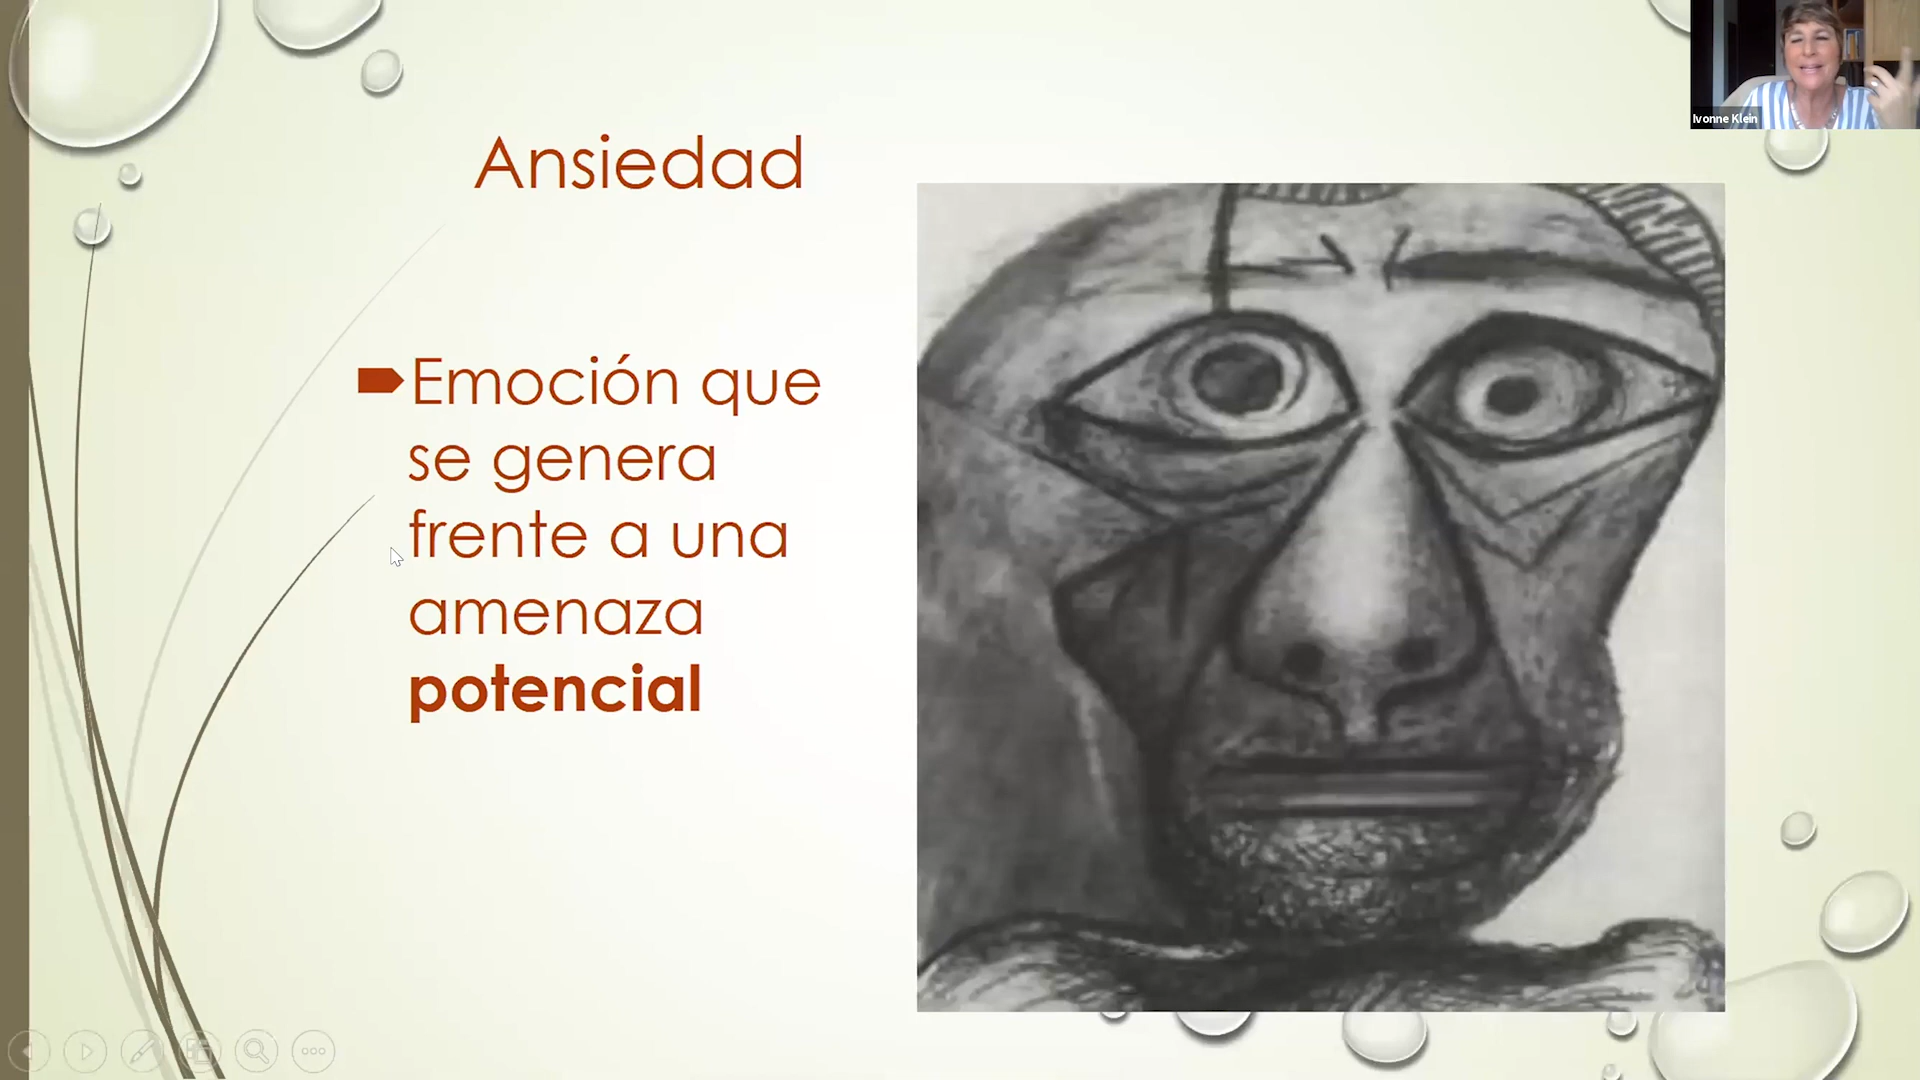 Ivonne Klein
Ansiedad
Emoción que
se genera
frente a una
amenaza
potencial